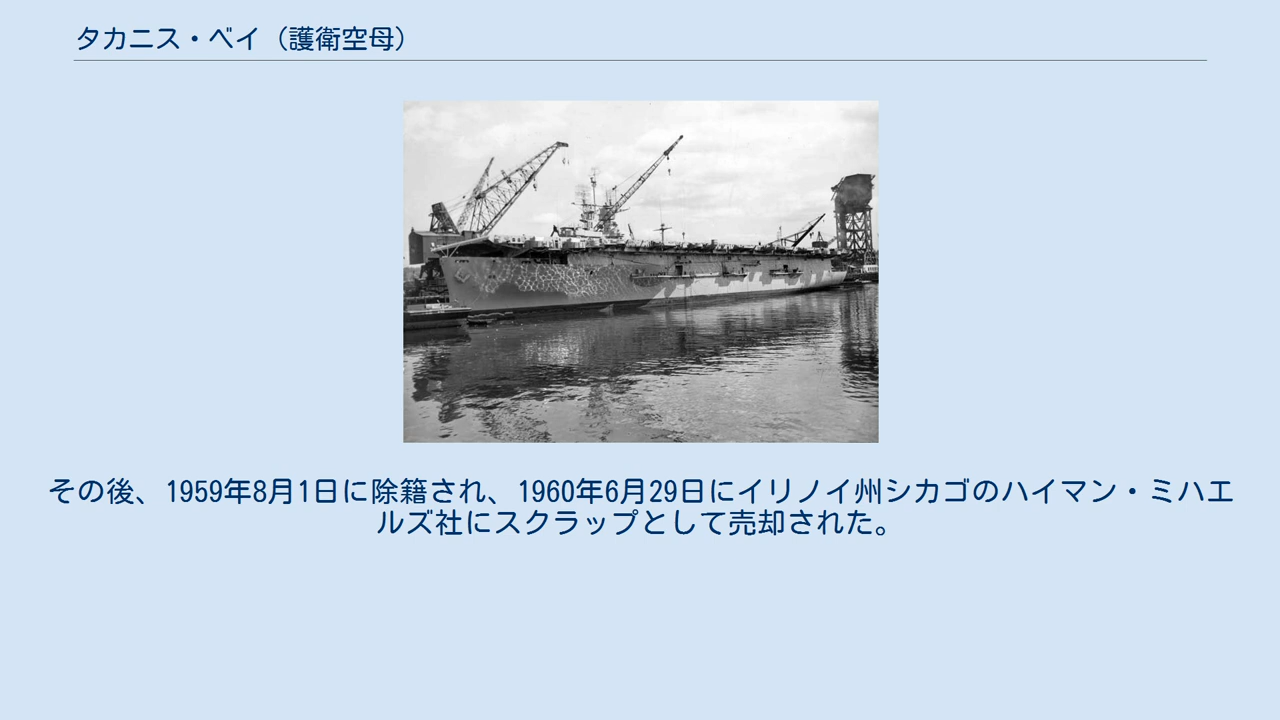 タカニス・ベイ（護衛空母）
その後、1959年8月1日に除籍され、1960年6月29日にイリノイ州シカゴのハイマン・ミハエ
ルズ社にスクラップとして売却された。